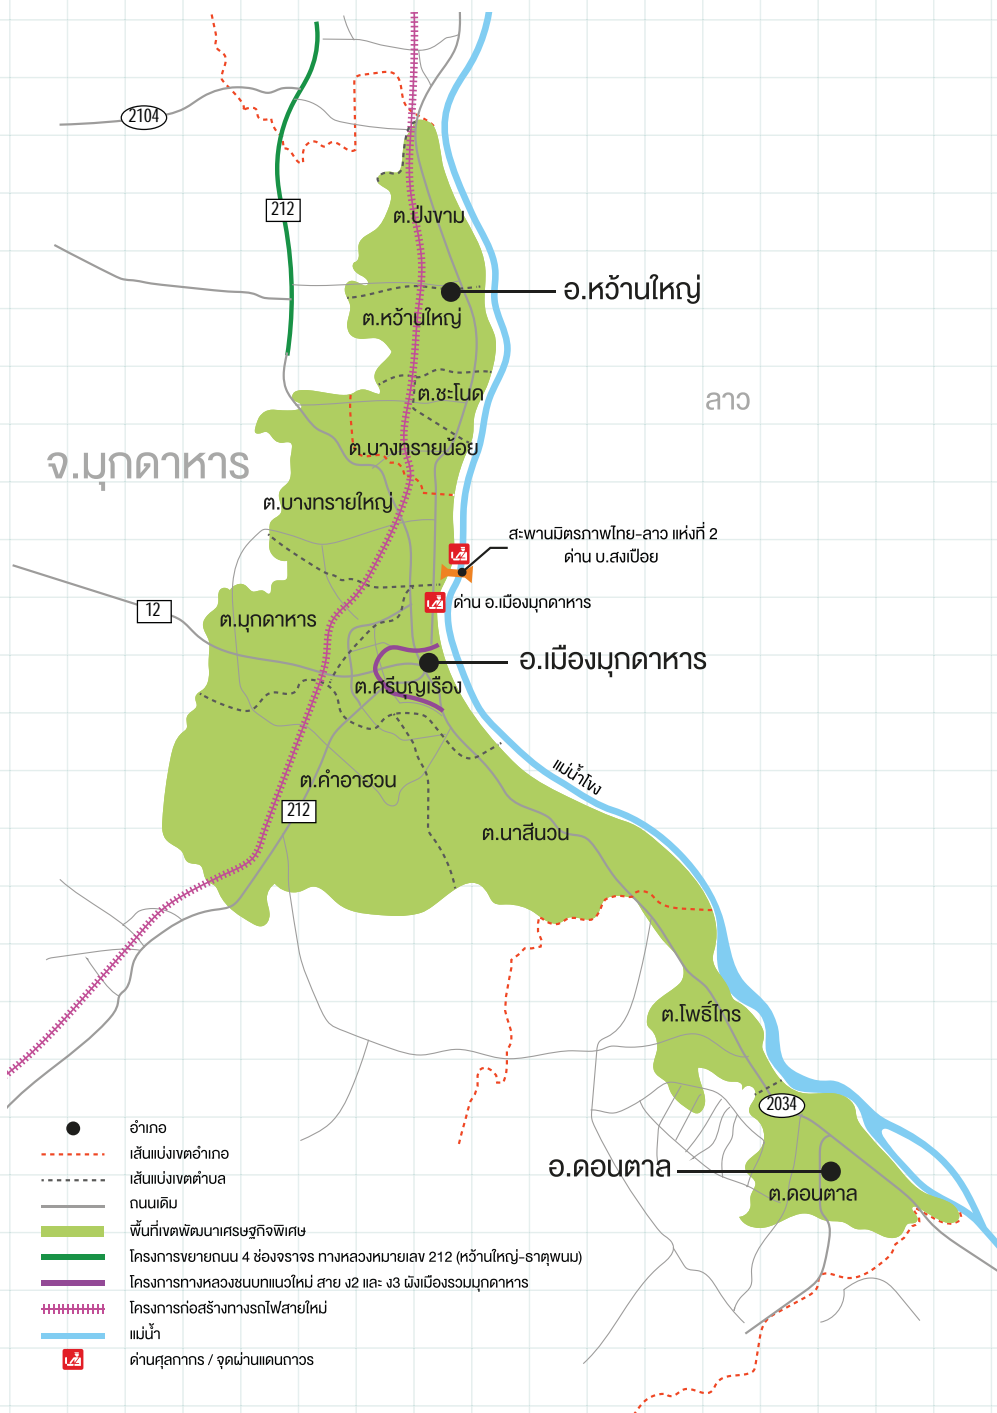 2104
212
ต.ป่งขาม
อ.หว้านใหญ่
ต.หว้านใหญ่
ต.ชะโนด
ลาว
จ.มุกดาหาร
ต.บางทรายน้อย
ต.บางทรายใหญ่
สะพานมิตรภาพไทย-ลาว แห่งที่ 2
ด่าน บ.สงเปือย
12
ด่าน อ.เมืองมุกดาหาร
ต.มุกดาหาร
อ.เมืองมุกดาหาร
ต.ศรีบุญเรือง
แม่น้ำโขง
ต.คำอาฮวน
212
ต.นาสีนวน
ต.โพธิ์ไทร
2034
อ.ดอนตาล
ต.ดอนตาล
อำเภอ
เส้นแบ่งเขตอำเภอ
เส้นแบ่งเขตตำบล
ถนนเดิม
พื้นที่เขตพัฒนาเศรษฐกิจพิเศษ
โครงการขยายถนน 4 ช่องจราจร ทางหลวงหมายเลข 212 (หว้านใหญ่-ธาตุพนม)
โครงการทางหลวงชนบทแนวใหม่ สาย ง2 และ ง3 ผังเมืองรวมมุกดาหาร
โครงการก่อสร้างทางรถไฟสายใหม่
แม่น้ำ
ด่านศุลกากร / จุดผ่านแดนถาวร